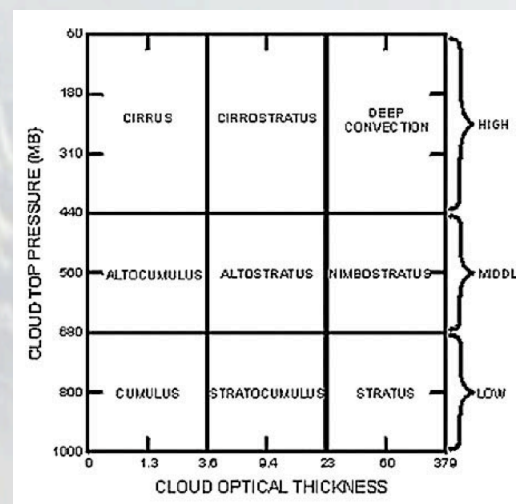 60
180
CIRRUS
CIRROSTRATUS
DEEP
CONVECTION
HIGH
310
440
CLOUD TOP PRESSURE (MB)
500
ALTOCUMULUS
ALTOSTRATUS
NIMBOSTRATUS
MIDDL
680
800
CUMULUS
STRATOCUMULUS
STRATUS
LOW
1000
0 1.3 3.6 9.4 23 60 379
CLOUD OPTICAL THICKNESS